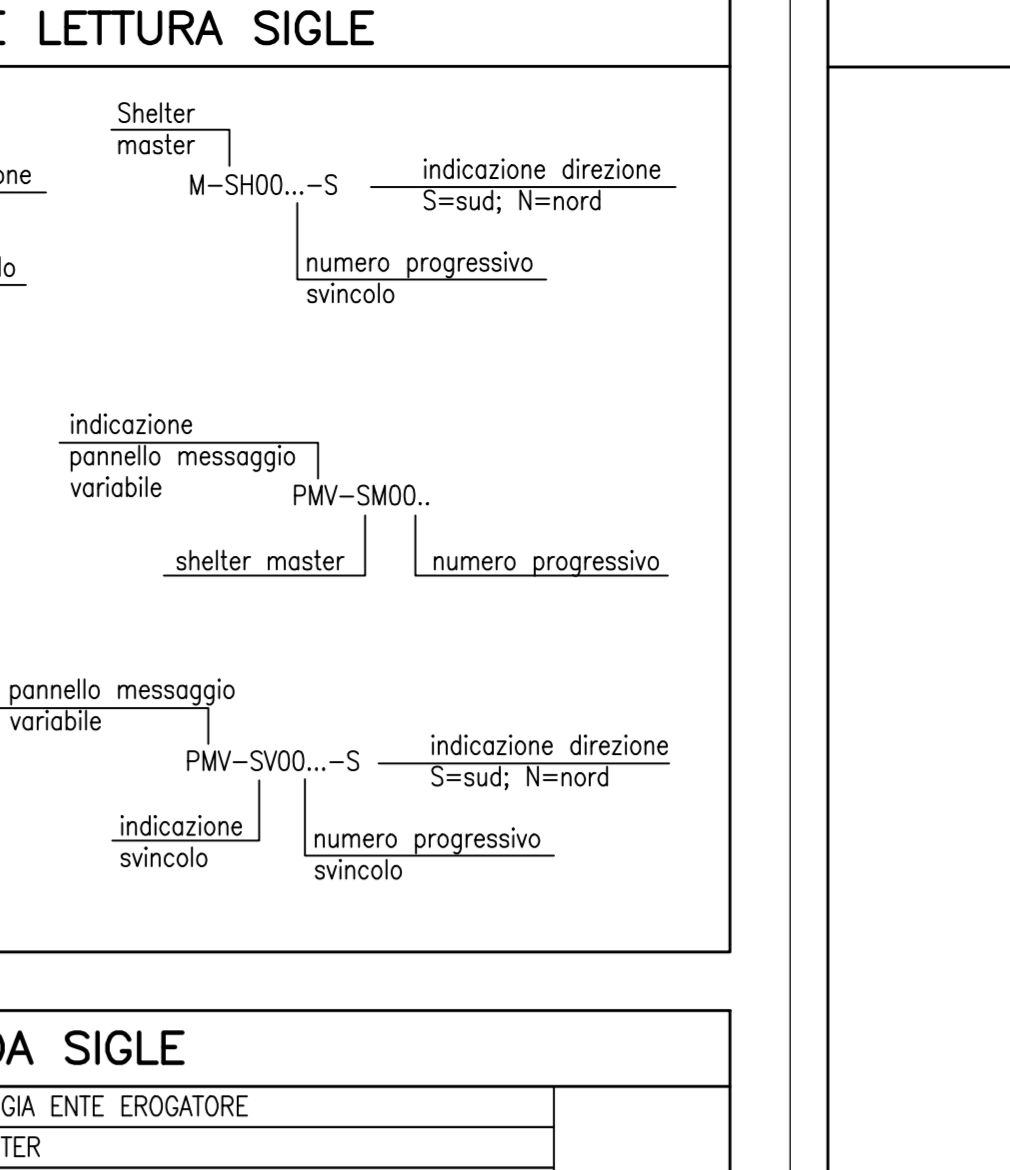 LETTURA SIGLE
Shelter
master
M-SH00...-S
indicazione direzione
S=sud; N=nord
numero progressivo
svincolo
indicazione
pannello messaggio
variabile
PMV-SM00..
shelter master
numero progressivo
pannello messaggio
variabile
PMV-SV00...-S
indicazione direzione
S=sud; N=nord
indicazione
svincolo
numero progressivo
svincolo
SIGLE
ENTE EROGATORE